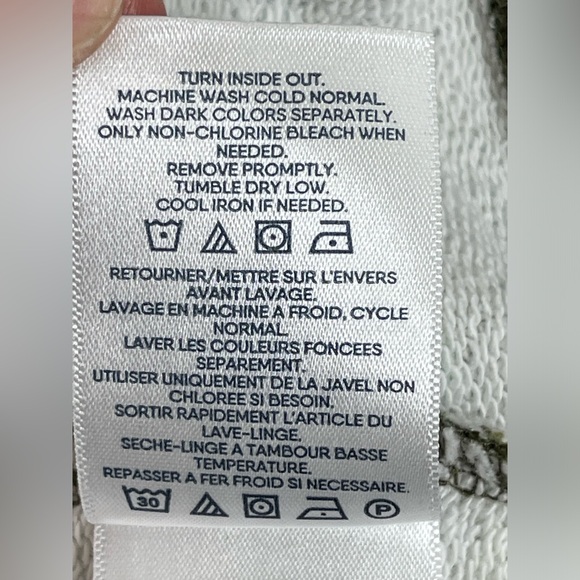 TURN INSIDE OUT.
MACHINE WASH COLD NORMAL.
WASH DARK COLORS SEPARATELY.
ONLY NON-CHLORINE BLEACH WHEN
NEEDED.
REMOVE PROMPTLY.
TUMBLE DRY LOW.
COOL IRON IF NEEDED.
RETOURNER/METTRE SUR L'ENVERS
AVANT LAVAGE.
LAVAGE EN MACHINE A FROID, CYCLE
NORMAL.
LAVER LES COULEURS FONCEES
SEPAREMENT.
UTILISER UNIQUEMENT DE LA JAVEL NON
CHLOREE SI BESOIN.
SORTIR RAPIDEMENT L'ARTICLE DU
LAVE-LINGE.
SECHE-LINGE A TAMBOUR BASSE
TEMPERATURE.
REPASSER A FER FROID SI NECESSAIRE.
30 P